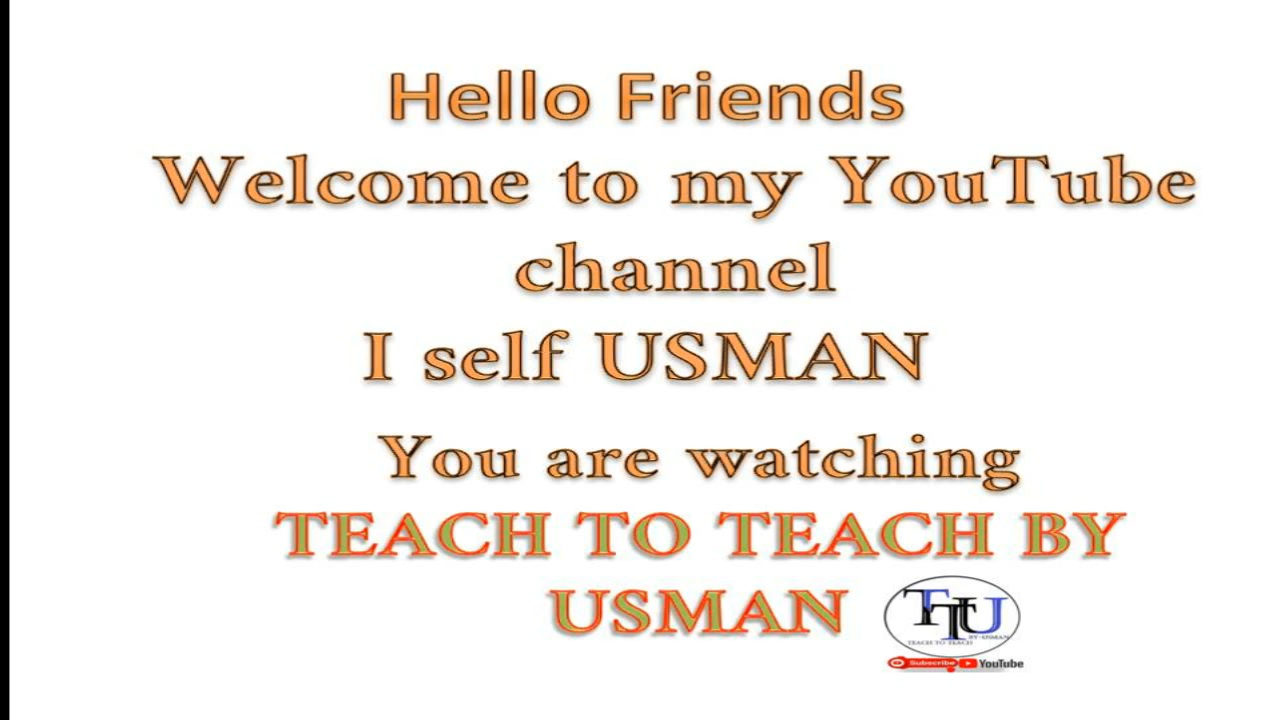 Hello Friends
Welcome to my YouTube
channel
I self USMAN
You are watching
TEACH TO TEACH BY
USMAN
TTU
BY-USMAN
TEACH TO TEACH
Subscribe YouTube